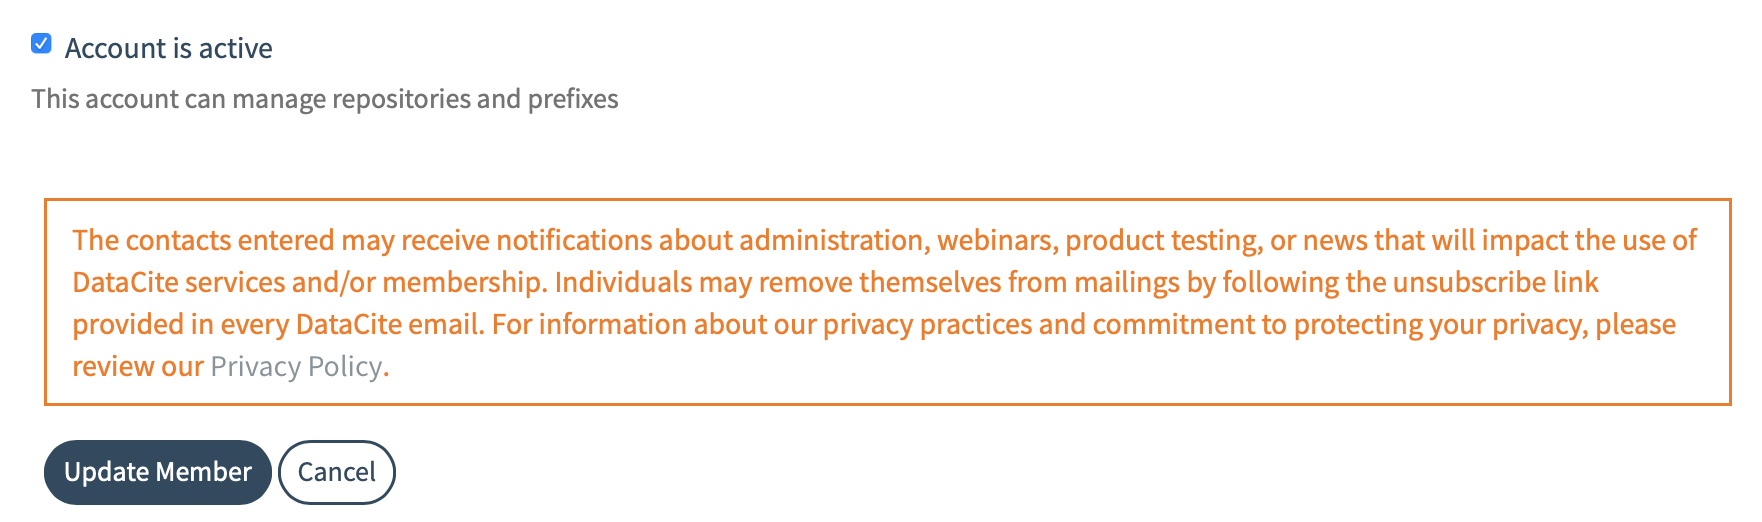 Account is active
This account can manage repositories and prefixes
The contacts entered may receive notifications about administration, webinars, product testing, or news that will impact the use of
DataCite services and/or membership. Individuals may remove themselves from mailings by following the unsubscribe link
provided in every DataCite email. For information about our privacy practices and commitment to protecting your privacy, please
review our Privacy Policy.
Update Member Cancel